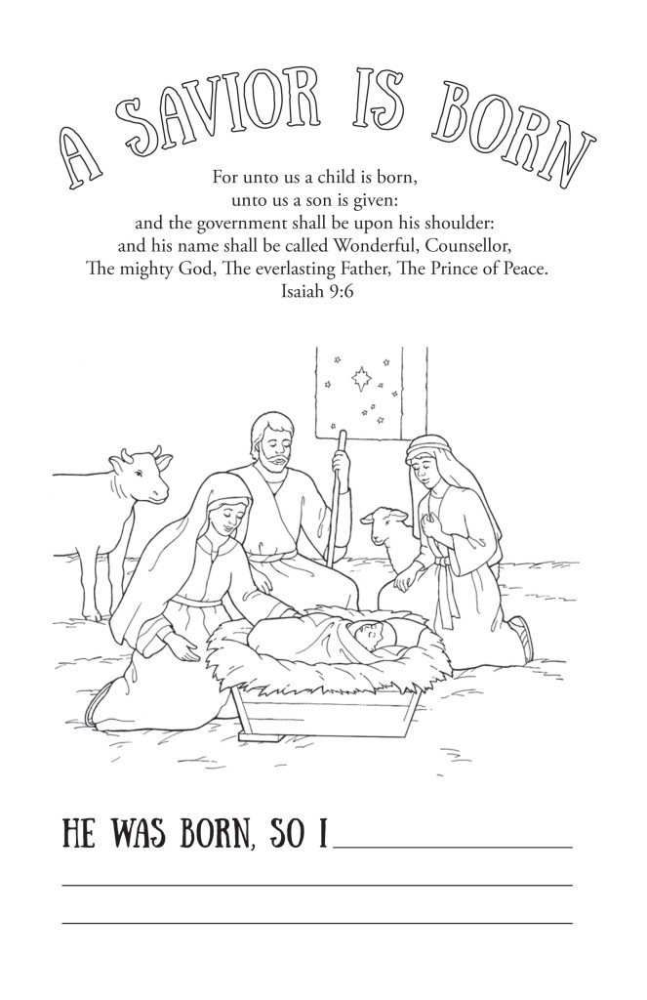 A SAVIOR IS BORN
For unto us a child is born,
unto us a son is given:
and the government shall be upon his shoulder:
and his name shall be called Wonderful, Counsellor,
The mighty God, The everlasting Father, The Prince of Peace.
Isaiah 9:6
HE WAS BORN, SO I